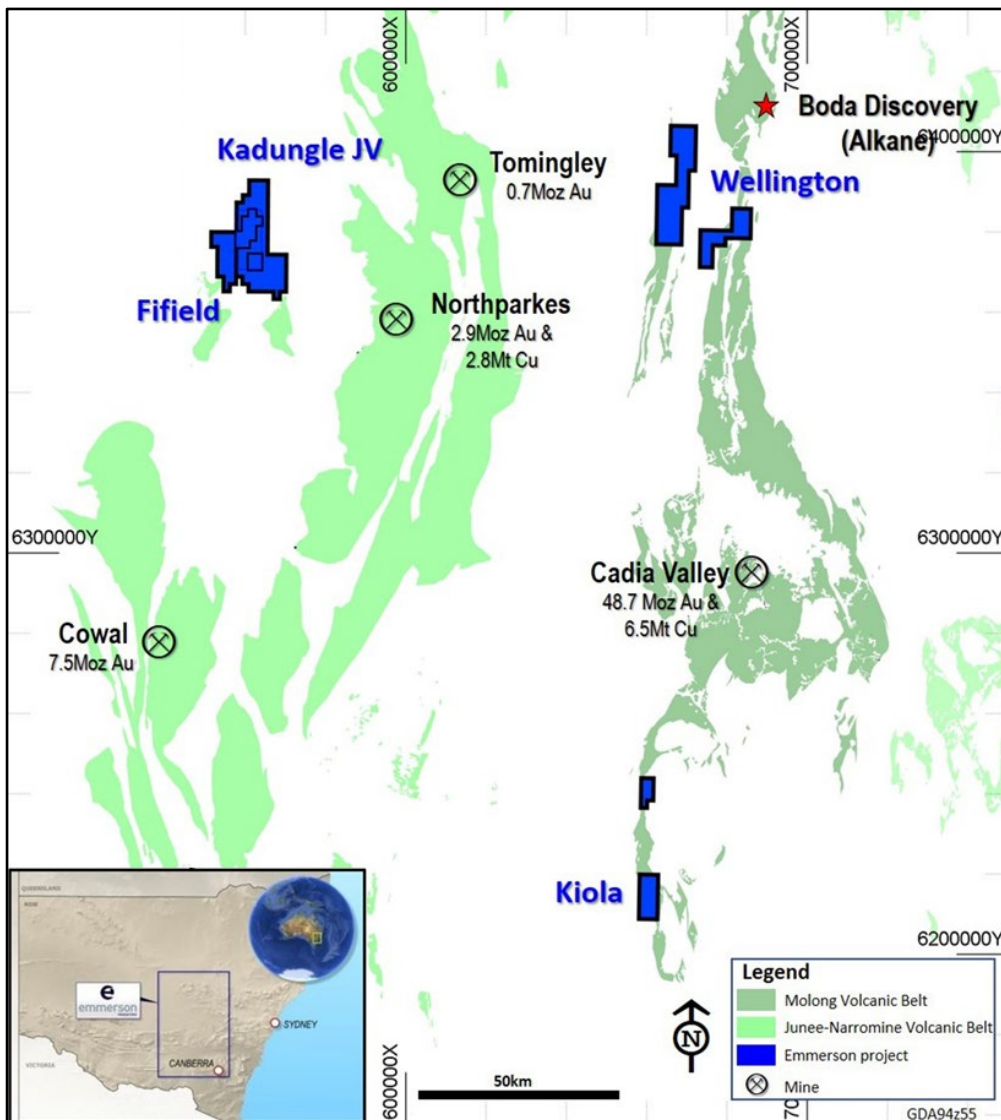 600000X
700000X
Boda Discovery
(Alkane)
6400000Y
Kadungle JV
Tomingley
0.7Moz Au
Wellington
Fifield
Northparkes
2.9Moz Au &
2.8Mt Cu
6300000Y
6300000Y
Cadia Valley
48.7 Moz Au &
6.5Mt Cu
Cowal
7.5Moz Au
Kiola
6200000Y
QUEENSLAND
NSW
e
emmerson
SYDNEY
CANBERRA
VICTORIA
N
600000X
50km
Legend
Molong Volcanic Belt
Junee-Narromine Volcanic Belt
Emmerson project
Mine
GDA94z55